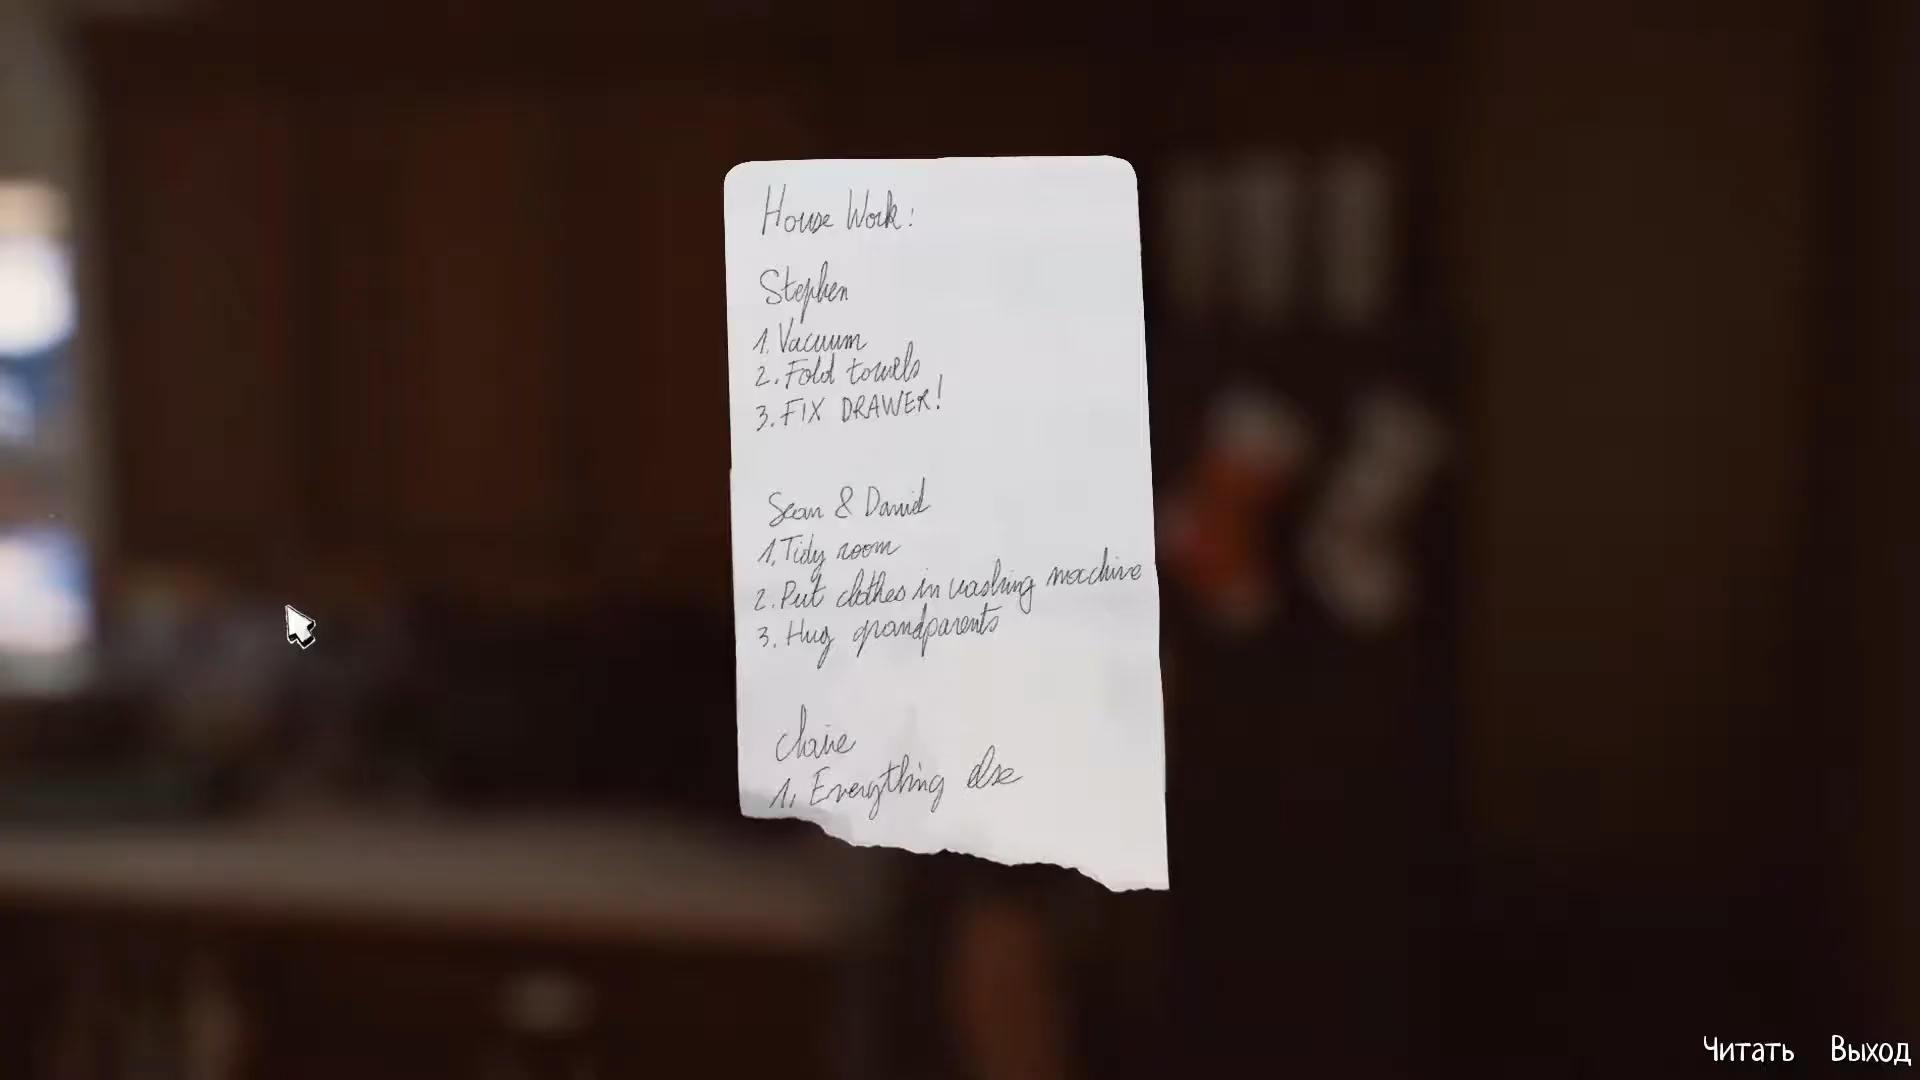 House Work:
Stephen
1. Vacuum
2. Fold towels
3. FIX DRAWER!
Sean & Daniel
1. Tidy room
2. Put clothes in washing machine
3. Hug grandparents
Claire
1. Everything else
Читать Выход